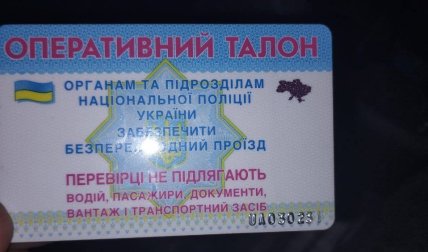 ОПЕРАТИВНИЙ ТАЛОН
ОРГАНАМ ТА ПІДРОЗДІЛАМ
НАЦІОНАЛЬНОЇ ПОЛІЦІЇ
УКРАЇНИ
ЗАБЕЗПЕЧИТИ
БЕЗПЕРЕШКОДНИЙ ПРОЇЗД
ПЕРЕВІРЦІ НЕ ПІДЛЯГАЮТЬ
ВОДІЙ, ПАСАЖИРИ, ДОКУМЕНТИ,
ВАНТАЖ І ТРАНСПОРТНИЙ ЗАСІБ